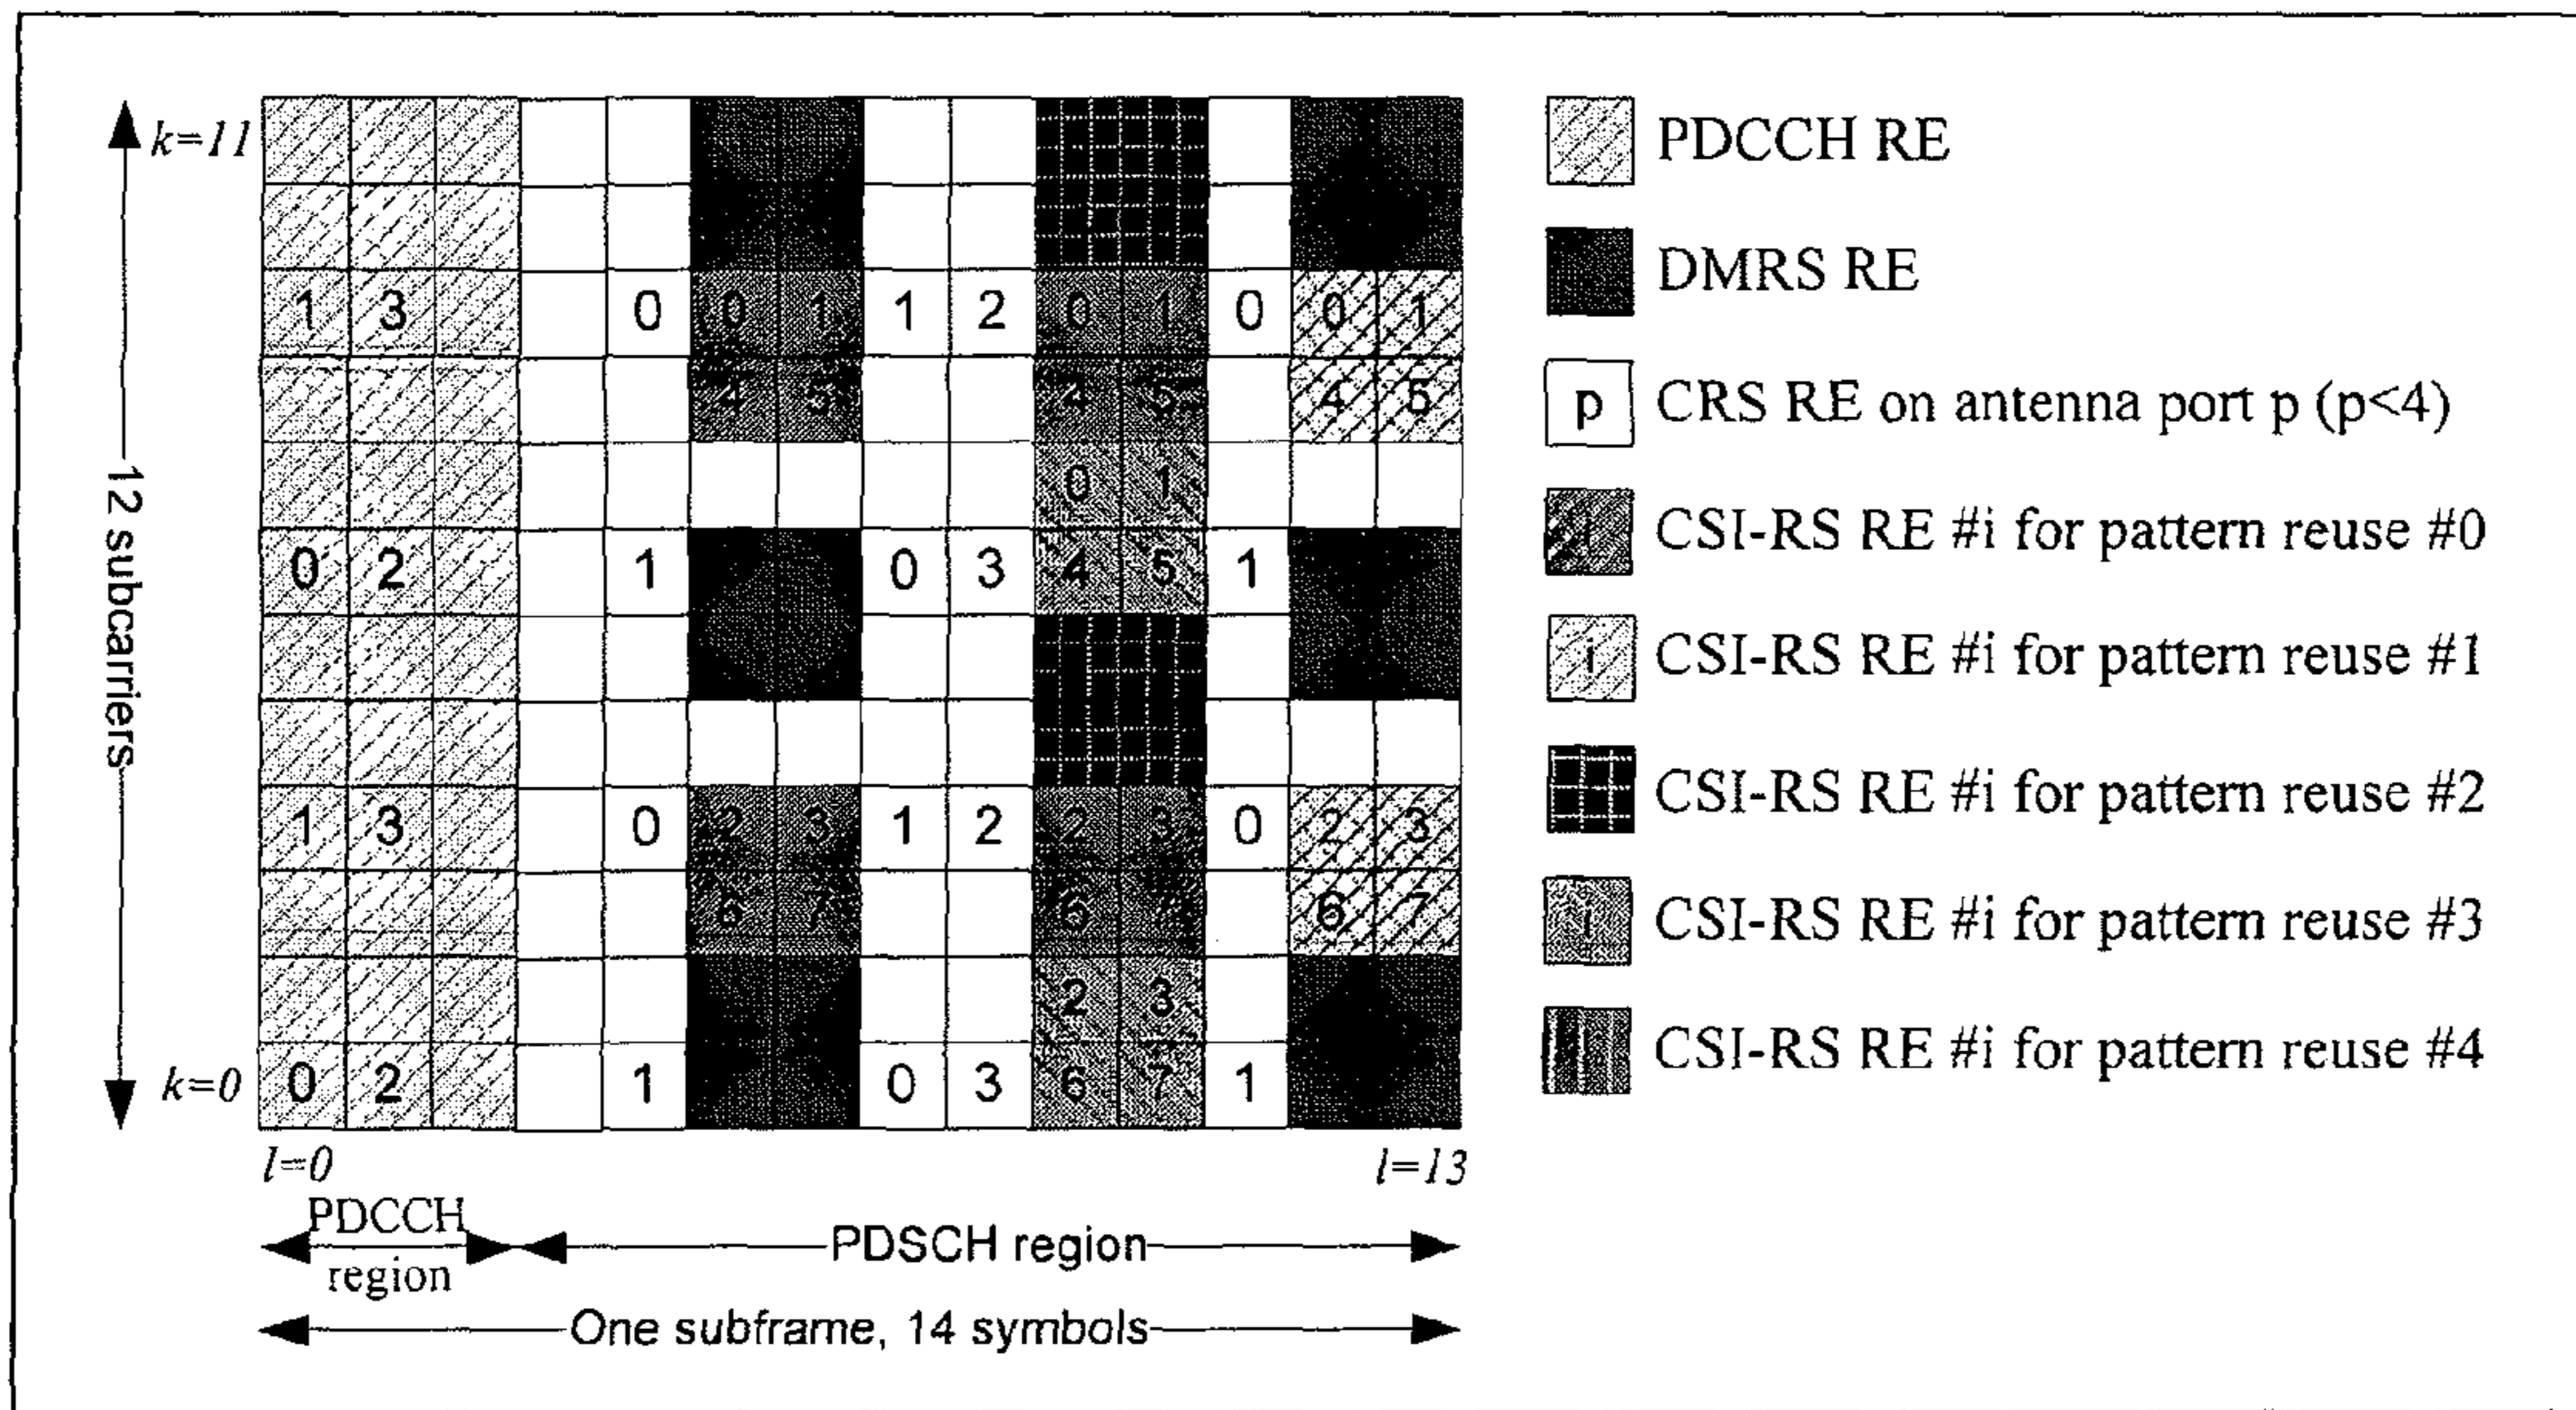 k=11
PDCCH RE
DMRS RE
1 3 0 0 1 1 2 0 1 0 0 1
4 5 4 5 4 5
p CRS RE on antenna port p (p<4)
0 1
12 subcarriers
i CSI-RS RE #i for pattern reuse #0
0 2 1 0 3 4 5 1
i CSI-RS RE #i for pattern reuse #1
CSI-RS RE #i for pattern reuse #2
1 3 0 2 3 1 2 2 3 0 2 3
6 7 6 7 6 7
i CSI-RS RE #i for pattern reuse #3
2 3
k=0 0 2 1 0 3 6 7 1
CSI-RS RE #i for pattern reuse #4
l=0 l=13
PDCCH
region
PDSCH region
One subframe, 14 symbols